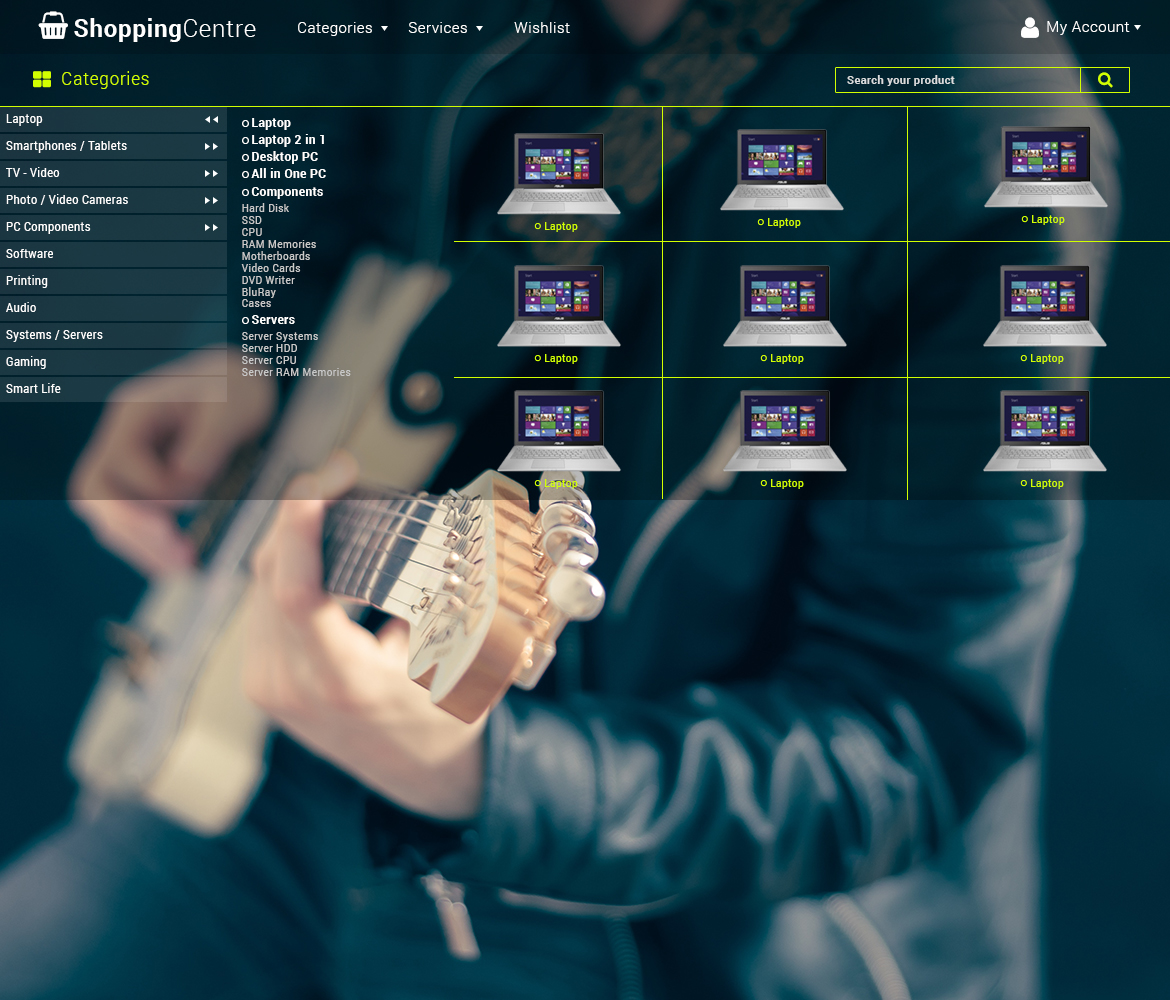 ShoppingCentre
Categories
Services
Wishlist
My Account
Categories
Search your product
Laptop
Smartphones / Tablets
TV - Video
Photo / Video Cameras
PC Components
Software
Printing
Audio
Systems / Servers
Gaming
Smart Life
Laptop
Laptop 2 in 1
Desktop PC
All in One PC
Components
Hard Disk
SSD
CPU
RAM Memories
Motherboards
Video Cards
DVD Writer
BluRay
Cases
Servers
Server Systems
Server HDD
Server CPU
Server RAM Memories
Laptop
Laptop
Laptop
Laptop
Laptop
Laptop
Laptop
Laptop
Laptop